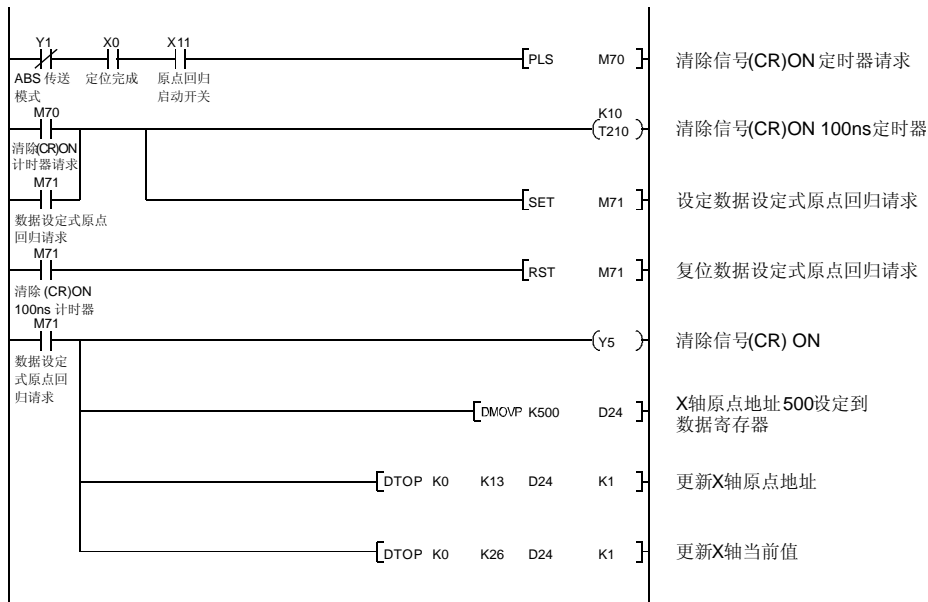 Y1 X0 X11
PLS M70 清除信号(CR)ON 定时器请求
ABS 传送 定位完成 原点回归
模式 启动开关
M70 K10
T210 清除信号(CR)ON 100ns定时器
清除(CR)ON
计时器请求
M71
SET M71 设定数据设定式原点回归请求
数据设定式原点
回归请求
M71
RST M71 复位数据设定式原点回归请求
清除 (CR)ON
100ns 计时器
M71
Y5 清除信号(CR) ON
数据设定
式原点回
归请求
DMOVP K500 D24 X轴原点地址500设定到
数据寄存器
DTOP K0 K13 D24 K1 更新X轴原点地址
DTOP K0 K26 D24 K1 更新X轴当前值